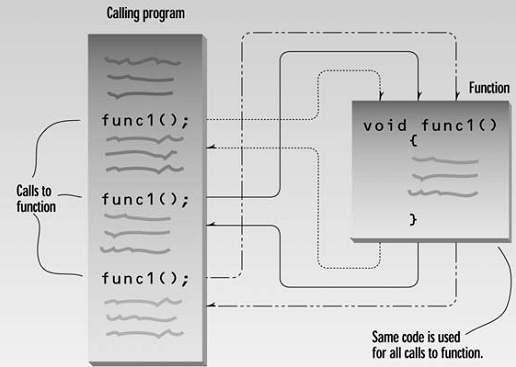 Calling program
Function
func1();
void func1()
{
Calls to
function
func1();
}
func1();
Same code is used
for all calls to function.